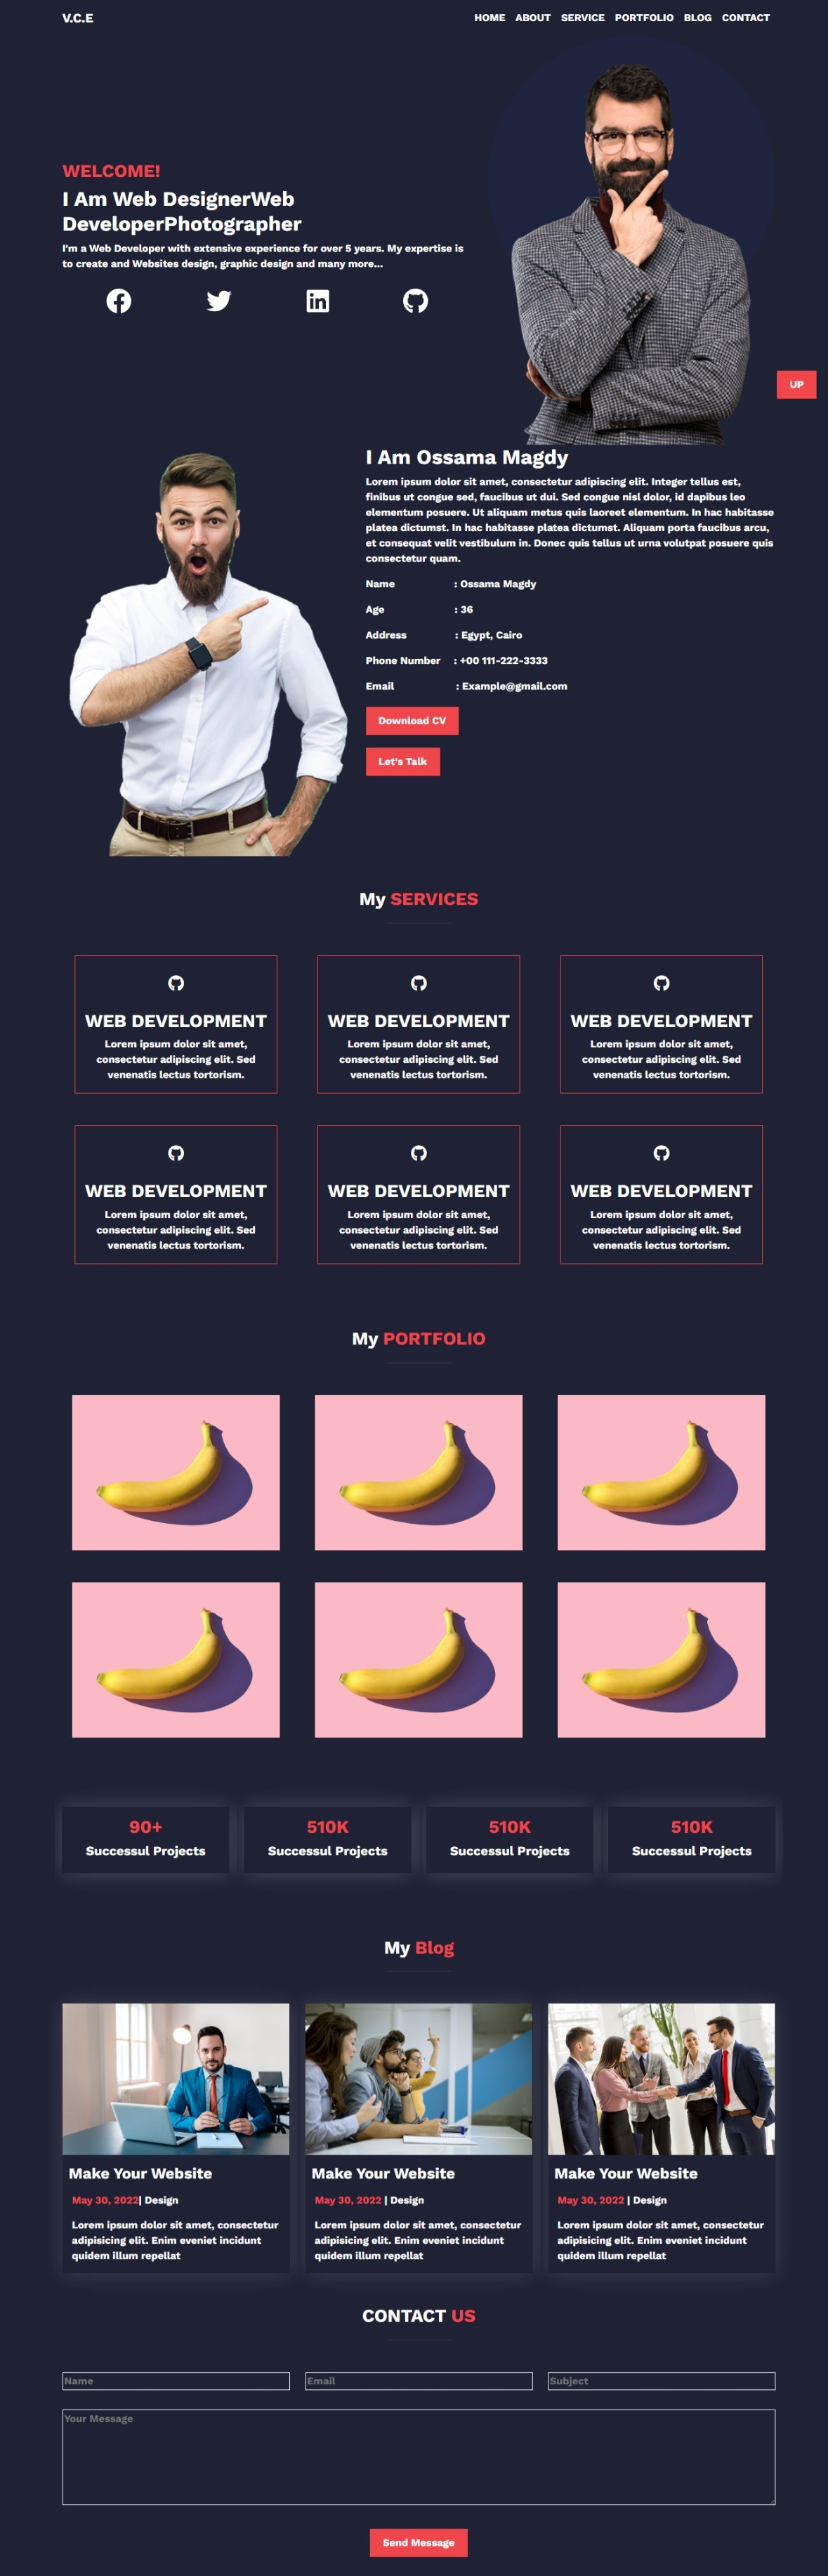 V.C.E
HOME ABOUT SERVICE PORTFOLIO BLOG CONTACT
WELCOME!
I Am Web DesignerWeb
DeveloperPhotographer
I'm a Web Developer with extensive experience for over 5 years. My expertise is
to create and Websites design, graphic design and many more...
UP
I Am Ossama Magdy
Lorem ipsum dolor sit amet, consectetur adipiscing elit. Integer tellus est,
finibus ut congue sed, faucibus ut dui. Sed congue nisl dolor, id dapibus leo
elementum posuere. Ut aliquam metus quis laoreet elementum. In hac habitasse
platea dictumst. In hac habitasse platea dictumst. Aliquam porta faucibus arcu,
et consequat velit vestibulum in. Donec quis tellus ut urna volutpat posuere quis
consectetur quam.
Name : Ossama Magdy
Age : 36
Address : Egypt, Cairo
Phone Number : +00 111-222-3333
Email : Example@gmail.com
Download CV
Let's Talk
My SERVICES
WEB DEVELOPMENT
Lorem ipsum dolor sit amet,
consectetur adipiscing elit. Sed
venenatis lectus tortorism.
WEB DEVELOPMENT
Lorem ipsum dolor sit amet,
consectetur adipiscing elit. Sed
venenatis lectus tortorism.
WEB DEVELOPMENT
Lorem ipsum dolor sit amet,
consectetur adipiscing elit. Sed
venenatis lectus tortorism.
WEB DEVELOPMENT
Lorem ipsum dolor sit amet,
consectetur adipiscing elit. Sed
venenatis lectus tortorism.
WEB DEVELOPMENT
Lorem ipsum dolor sit amet,
consectetur adipiscing elit. Sed
venenatis lectus tortorism.
WEB DEVELOPMENT
Lorem ipsum dolor sit amet,
consectetur adipiscing elit. Sed
venenatis lectus tortorism.
My PORTFOLIO
90+
Successul Projects
510K
Successul Projects
510K
Successul Projects
510K
Successul Projects
My Blog
Make Your Website
May 30, 2022| Design
Lorem ipsum dolor sit amet, consectetur
adipisicing elit. Enim eveniet incidunt
quidem illum repellat
Make Your Website
May 30, 2022 | Design
Lorem ipsum dolor sit amet, consectetur
adipisicing elit. Enim eveniet incidunt
quidem illum repellat
Make Your Website
May 30, 2022 | Design
Lorem ipsum dolor sit amet, consectetur
adipisicing elit. Enim eveniet incidunt
quidem illum repellat
CONTACT US
Name
Email
Subject
Your Message
Send Message